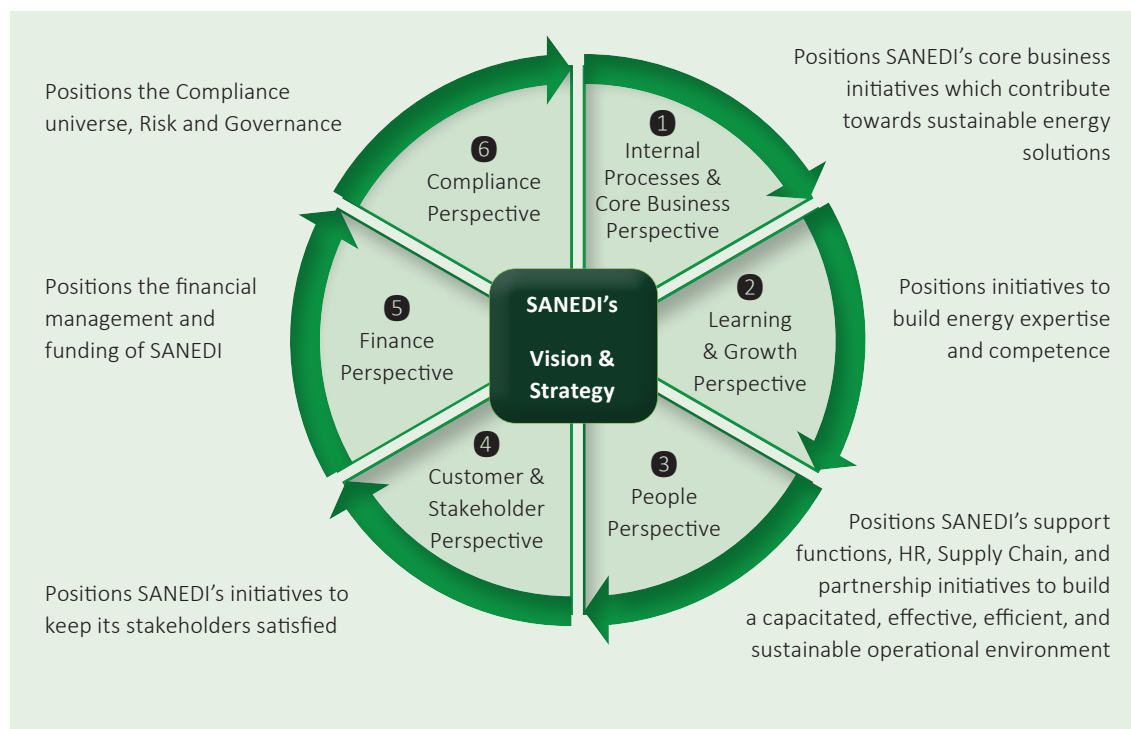 Positions SANEDI’s core business
initiatives which contribute
towards sustainable energy
solutions
1
Internal
Processes &
Core Business
Perspective
Positions initiatives to
build energy expertise
and competence
2
Learning
& Growth
Perspective
Positions SANEDI’s support
functions, HR, Supply Chain, and
partnership initiatives to build
a capacitated, effective, efficient, and
sustainable operational environment
3
People
Perspective
Positions SANEDI’s initiatives to
keep its stakeholders satisfied
4
Customer &
Stakeholder
Perspective
Positions the financial
management and
funding of SANEDI
5
Finance
Perspective
Positions the Compliance
universe, Risk and Governance
6
Compliance
Perspective
SANEDI’s
Vision &
Strategy